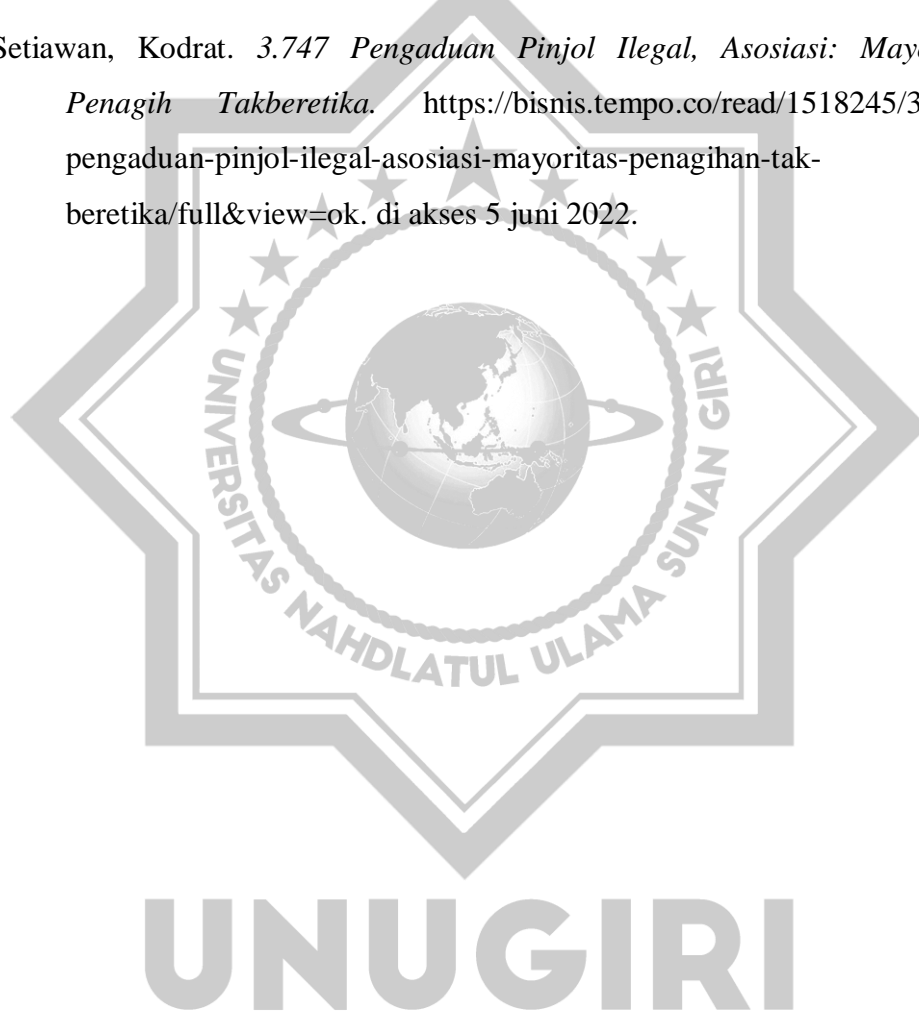 Setiawan, Kodrat. 3.747 Pengaduan Pinjol Ilegal, Asosiasi:
Penagih Takberetika. https://bisnis.tempo.co/read/1518245/3
pengaduan-pinjol-ilegal-asosiasi-mayoritas-penagihan-tak-
beretika/full&view=ok. di akses 5 juni 2022.
UNIVERSITAS NAHDLATUL ULAMA SUNAN GIRI
UNUGIRI